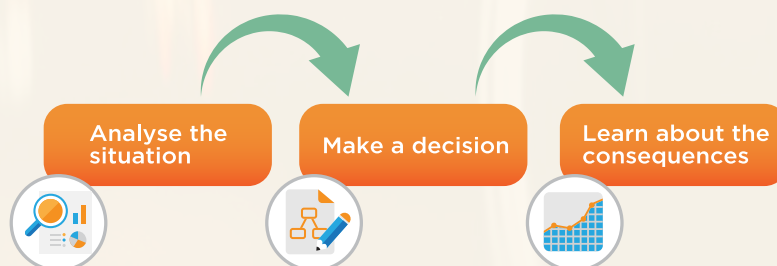 Analyse the
situation
Make a decision
Learn about the
consequences